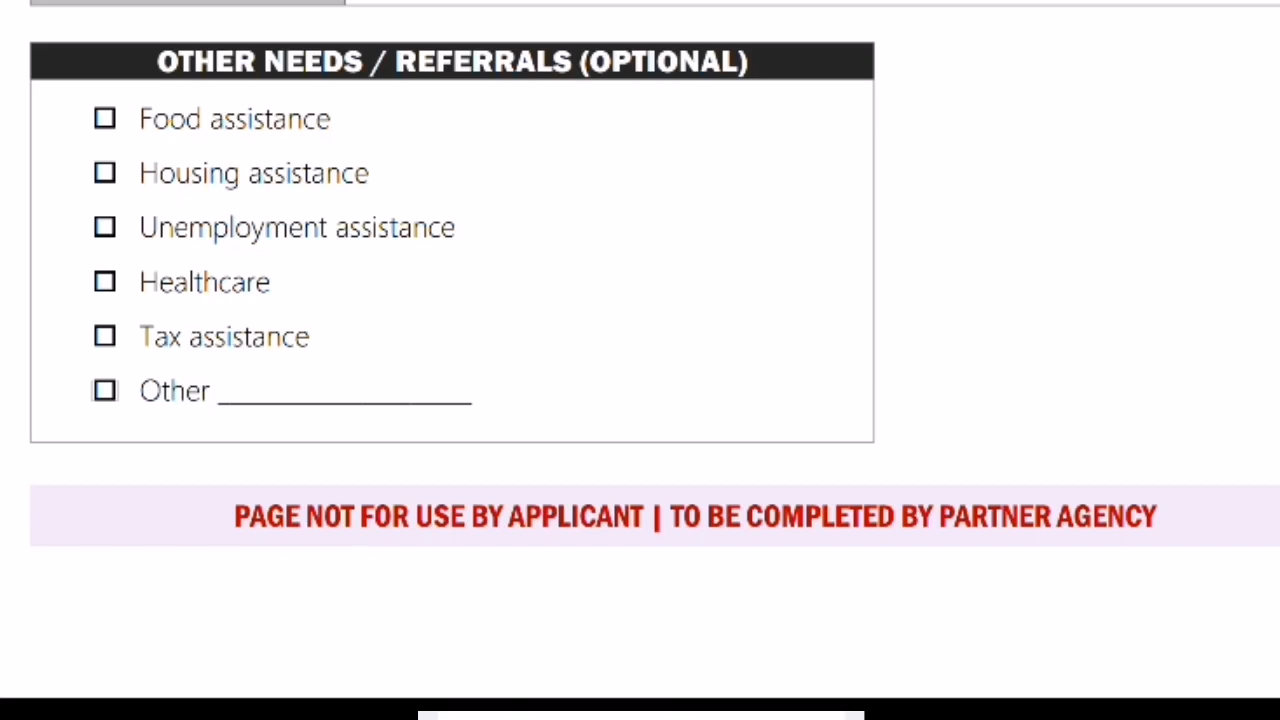 OTHER NEEDS / REFERRALS (OPTIONAL)
Food assistance
Housing assistance
Unemployment assistance
Healthcare
Tax assistance
Other ____________________
PAGE NOT FOR USE BY APPLICANT | TO BE COMPLETED BY PARTNER AGENCY